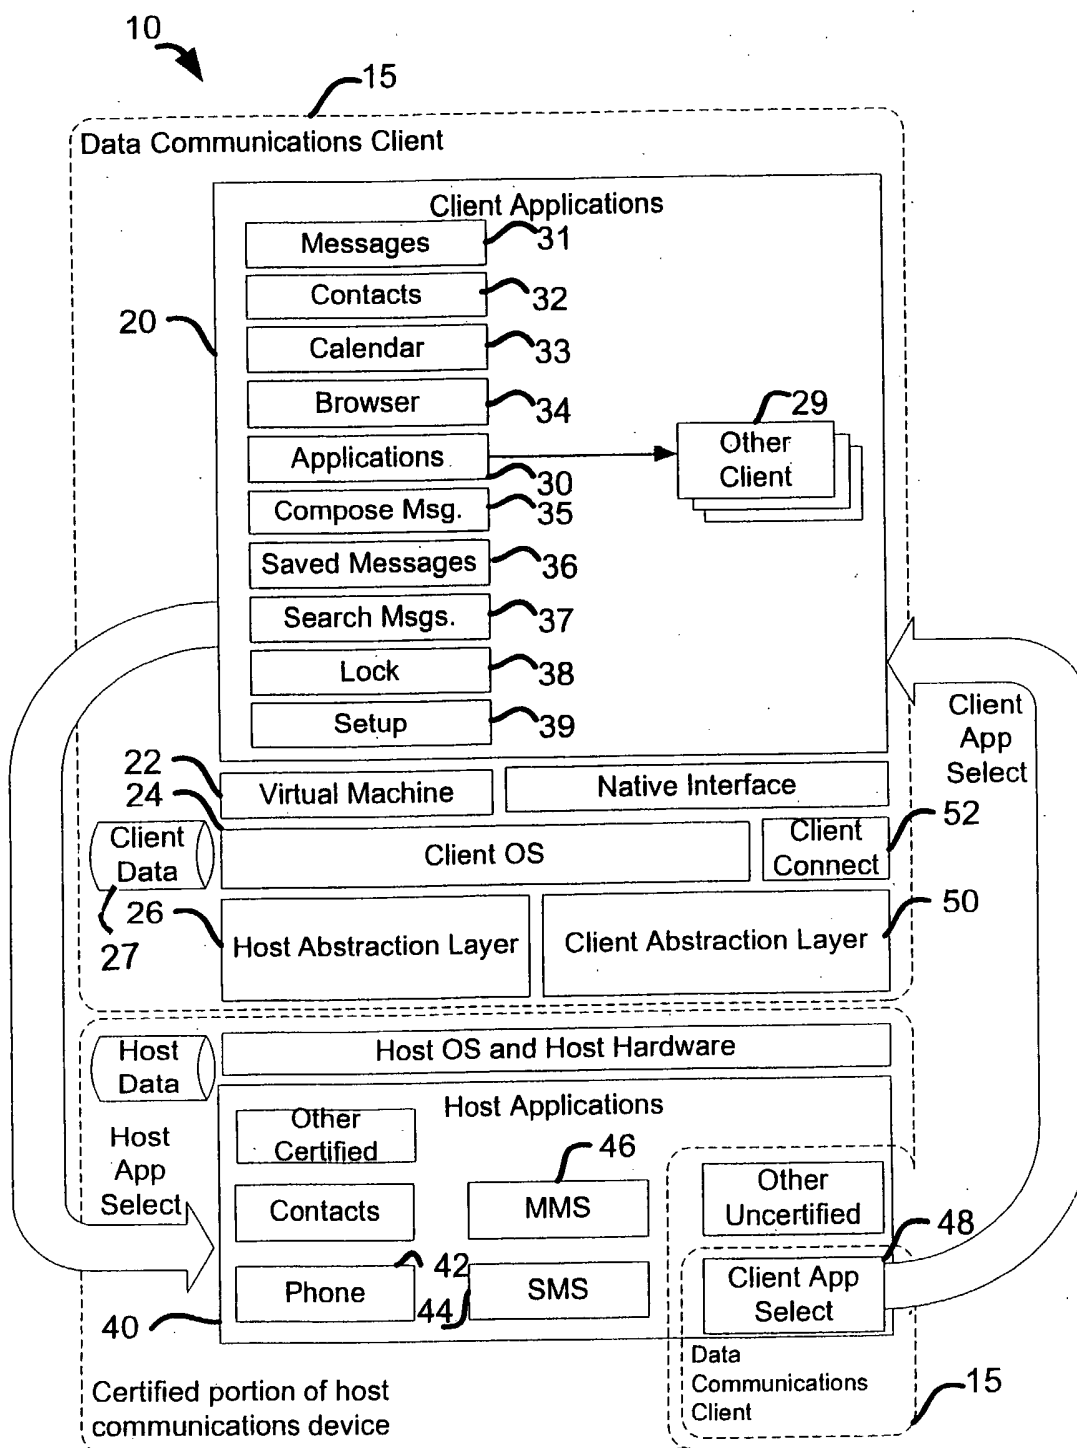 10
15
Data Communications Client
Client Applications
Messages
31
Contacts
32
20
Calendar
33
Browser
34
29
Applications
30
Other
Client
Compose Msg.
35
Saved Messages
36
Search Msgs.
37
Lock
38
Setup
39
Client
App
Select
22
Virtual Machine
Native Interface
24
52
Client
Data
Client OS
Client
Connect
26
50
27
Host Abstraction Layer
Client Abstraction Layer
Host
Data
Host OS and Host Hardware
Host Applications
Other
Certified
46
Host
App
Select
Contacts
MMS
Other
Uncertified
48
42
Phone
44
SMS
Client App
Select
40
Data
Communications
Client
15
Certified portion of host
communications device